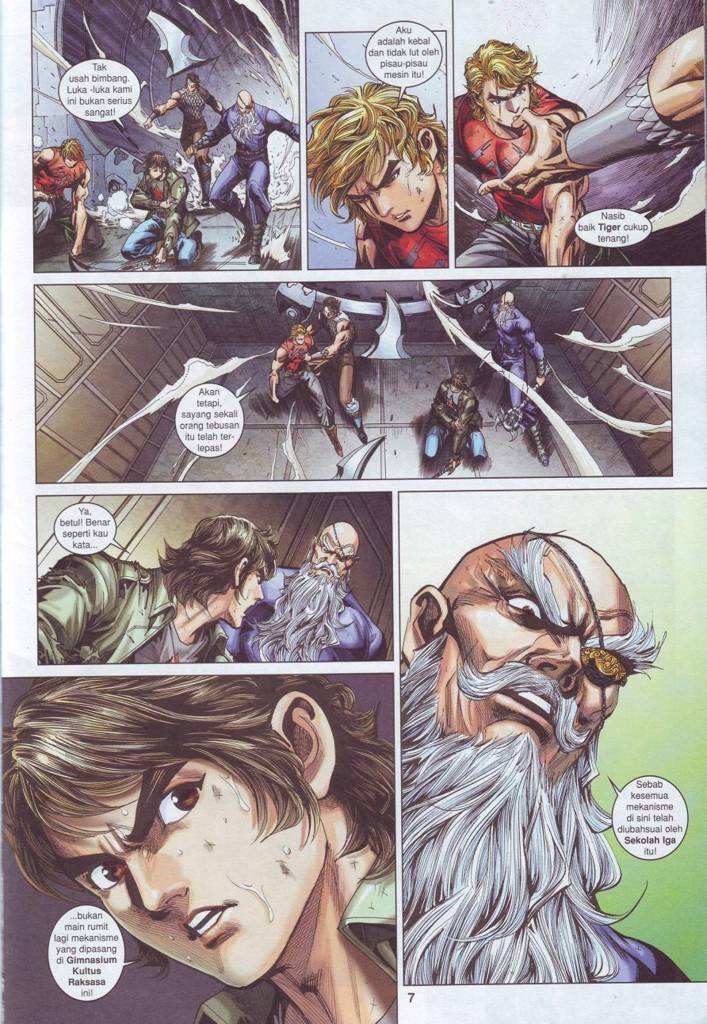 Tak
usah bimbang.
Luka -luka kami
ini bukan serius
sangat!
Aku
adalah kebal
dan tidak lut oleh
pisau-pisau
mesin itu!
Nasib
baik Tiger cukup
tenang!
Akan
tetapi,
sayang sekali
orang tebusan
itu telah ter-
lepas!
Ya,
betul! Benar
seperti kau
kata...
...bukan
main rumit
lagi mekanisme
yang dipasang
di Gimnasium
Kultus
Raksasa
ini!
Sebab
kesemua
mekanisme
di sini telah
diubahsuai oleh
Sekolah Iga
itu!
7